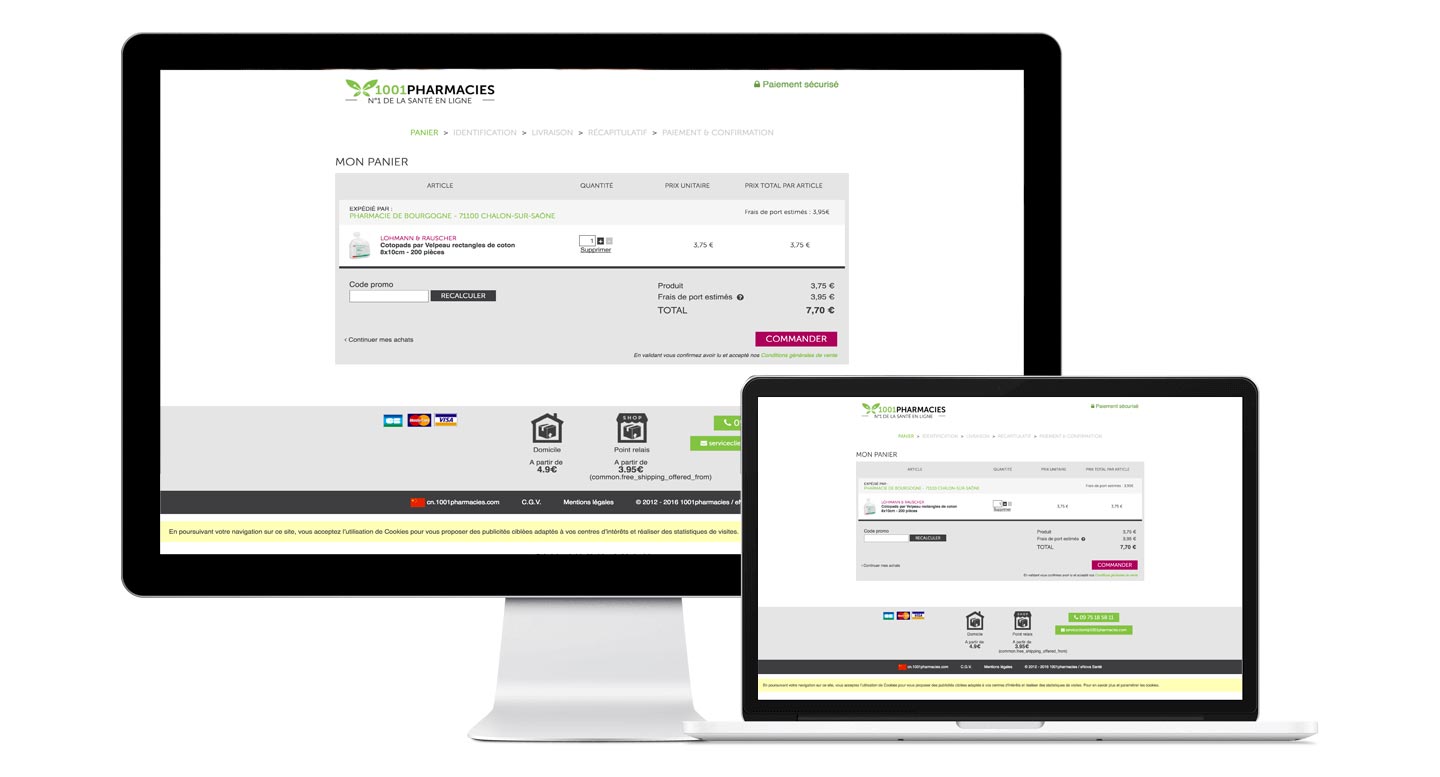 1001PHARMACIES
N°1 DE LA SANTÉ EN LIGNE
Paiement sécurisé
PANIER > IDENTIFICATION > LIVRAISON > RÉCAPITULATIF > PAIEMENT & CONFIRMATION
MON PANIER
ARTICLE QUANTITÉ PRIX UNITAIRE PRIX TOTAL PAR ARTICLE
EXPÉDIÉ PAR :
PHARMACIE DE BOURGOGNE - 71100 CHALON-SUR-SAÔNE
Frais de port estimés : 3,95€
LOHMANN & RAUSCHER
Cotopads par Velpeau rectangles de coton
8x10cm - 200 pièces
1
Supprimer
3,75 €
3,75 €
Code promo
RECALCULER
Produit 3,75 €
Frais de port estimés 3,95 €
TOTAL 7,70 €
< Continuer mes achats
COMMANDER
En validant vous confirmez avoir lu et accepté nos Conditions générales de vente
CB MasterCard VISA
Domicile
A partir de
4.9€
SHOP
Point relais
A partir de
3.95€
(common.free_shipping_offered_from)
09
serviceclie
cn.1001pharmacies.com C.G.V. Mentions légales © 2012 - 2016 1001pharmacies / eN
En poursuivant votre navigation sur ce site, vous acceptez l'utilisation de Cookies pour vous proposer des publicités ciblées adaptés à vos centres d'intérêts et réaliser des statistiques de visites.
1001PHARMACIES
N°1 DE LA SANTÉ EN LIGNE
Paiement sécurisé
PANIER > IDENTIFICATION > LIVRAISON > RÉCAPITULATIF > PAIEMENT & CONFIRMATION
MON PANIER
ARTICLE QUANTITÉ PRIX UNITAIRE PRIX TOTAL PAR ARTICLE
EXPÉDIÉ PAR :
PHARMACIE DE BOURGOGNE - 71100 CHALON-SUR-SAÔNE
Frais de port estimés : 3,95€
LOHMANN & RAUSCHER
Cotopads par Velpeau rectangles de coton
8x10cm - 200 pièces
1
Supprimer
3,75 €
3,75 €
Code promo
RECALCULER
Produit 3,75 €
Frais de port estimés 3,95 €
TOTAL 7,70 €
< Continuer mes achats
COMMANDER
En validant vous confirmez avoir lu et accepté nos Conditions générales de vente
CB MasterCard VISA
Domicile
A partir de
4.9€
SHOP
Point relais
A partir de
3.95€
(common.free_shipping_offered_from)
09 75 18 58 11
serviceclient@1001pharmacies.com
cn.1001pharmacies.com C.G.V. Mentions légales © 2012 - 2016 1001pharmacies / eNova Santé
En poursuivant votre navigation sur ce site, vous acceptez l'utilisation de Cookies pour vous proposer des publicités ciblées adaptés à vos centres d'intérêts et réaliser des statistiques de visites. Pour en savoir plus et paramétrer les cookies.